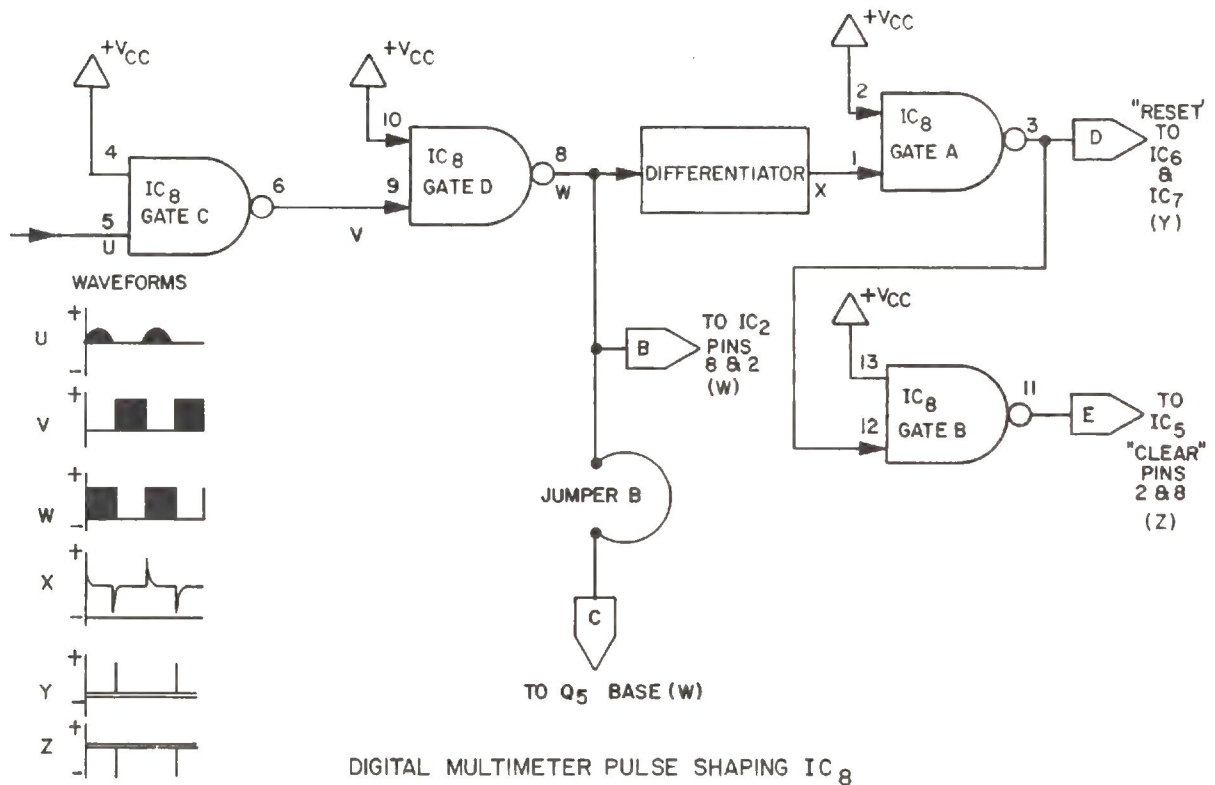 +VCC
4
5
U
IC8
GATE C
6
V
+VCC
10
9
IC8
GATE D
8
W
DIFFERENTIATOR
X
+VCC
2
1
IC8
GATE A
3
D
"RESET'
TO
IC6
&
IC7
(Y)
B
TO IC2
PINS
8 & 2
(W)
+VCC
13
12
IC8
GATE B
11
E
TO
IC5
"CLEAR"
PINS
2 & 8
(Z)
JUMPER B
C
TO Q5 BASE (W)
WAVEFORMS
U
+
-
V
+
W
+
-
X
+
-
Y
+
-
Z
+
-
DIGITAL MULTIMETER PULSE SHAPING IC8